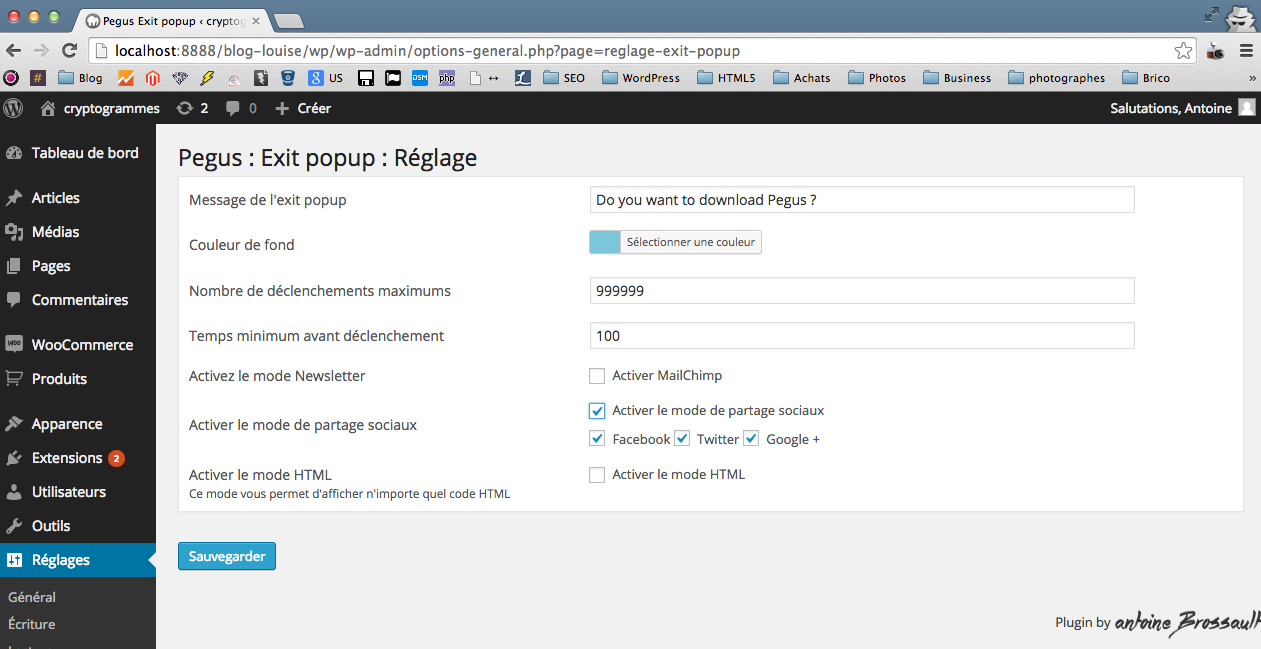 Pegus Exit popup ‹ crypto
localhost:8888/blog-louise/wp/wp-admin/options-general.php?page=reglage-exit-popup
# Blog 8 US DSM php L SEO WordPress HTML5 Achats Photos Business photographes Brico »
cryptogrammes 2 0 + Créer Salutations, Antoine
Tableau de bord
Articles
Médias
Pages
Commentaires
WOO WooCommerce
Produits
Apparence
Extensions 2
Utilisateurs
Outils
Réglages
Général
Écriture
Pegus : Exit popup : Réglage
Message de l'exit popup Do you want to download Pegus ?
Couleur de fond Sélectionner une couleur
Nombre de déclenchements maximums 999999
Temps minimum avant déclenchement 100
Activez le mode Newsletter Activer MailChimp
Activer le mode de partage sociaux Activer le mode de partage sociaux
Facebook Twitter Google +
Activer le mode HTML Activer le mode HTML
Ce mode vous permet d'afficher n'importe quel code HTML
Sauvegarder
Plugin by antoine Brossault